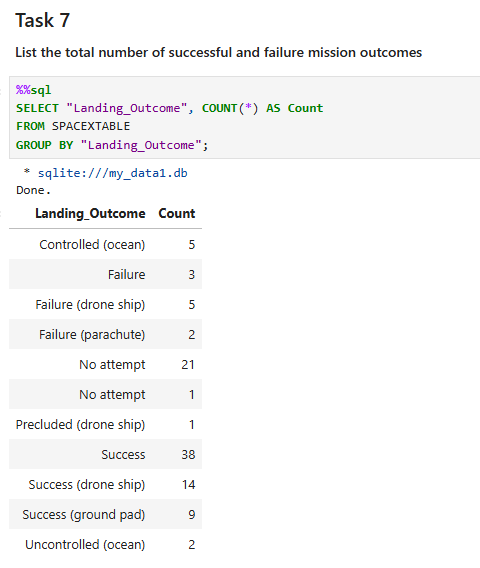 Task 7
List the total number of successful and failure mission outcomes
%%sql
SELECT "Landing_Outcome", COUNT(*) AS Count
FROM SPACEXTABLE
GROUP BY "Landing_Outcome";
* sqlite:///my_data1.db
Done.
Landing_Outcome Count
Controlled (ocean) 5
Failure 3
Failure (drone ship) 5
Failure (parachute) 2
No attempt 21
No attempt 1
Precluded (drone ship) 1
Success 38
Success (drone ship) 14
Success (ground pad) 9
Uncontrolled (ocean) 2